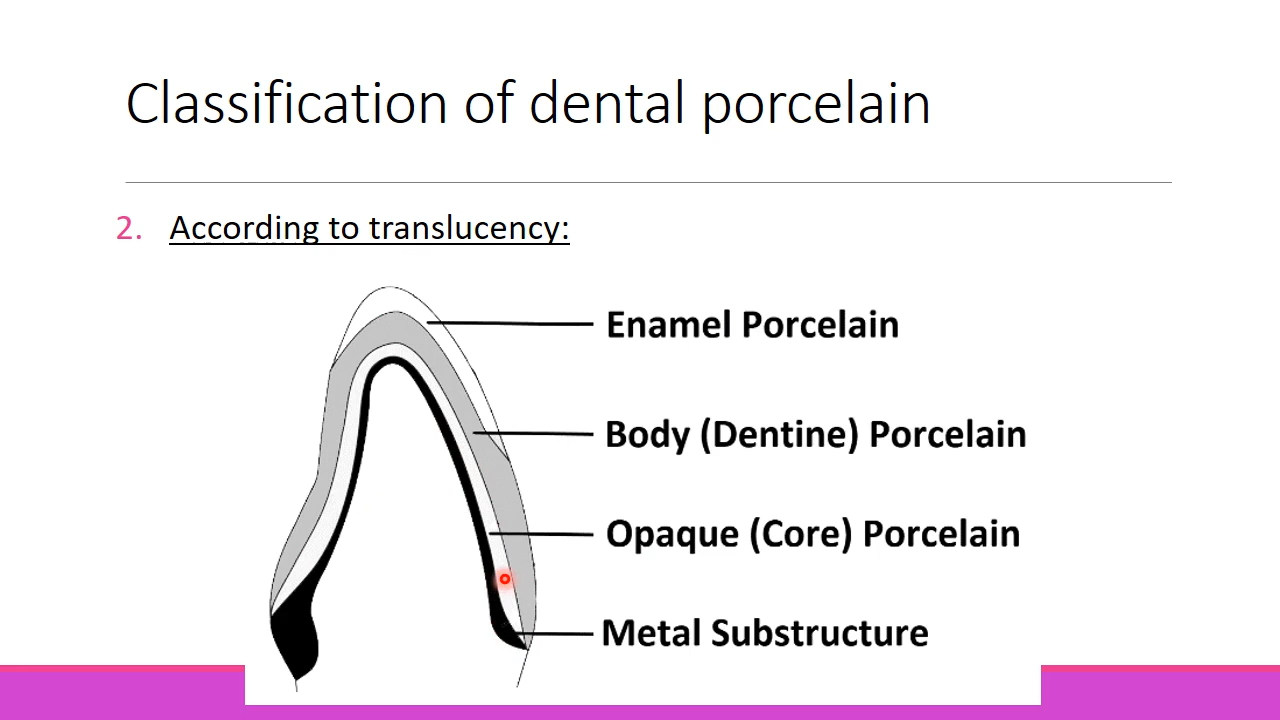 Classification of dental porcelain
2. According to translucency:
Enamel Porcelain
Body (Dentine) Porcelain
Opaque (Core) Porcelain
Metal Substructure